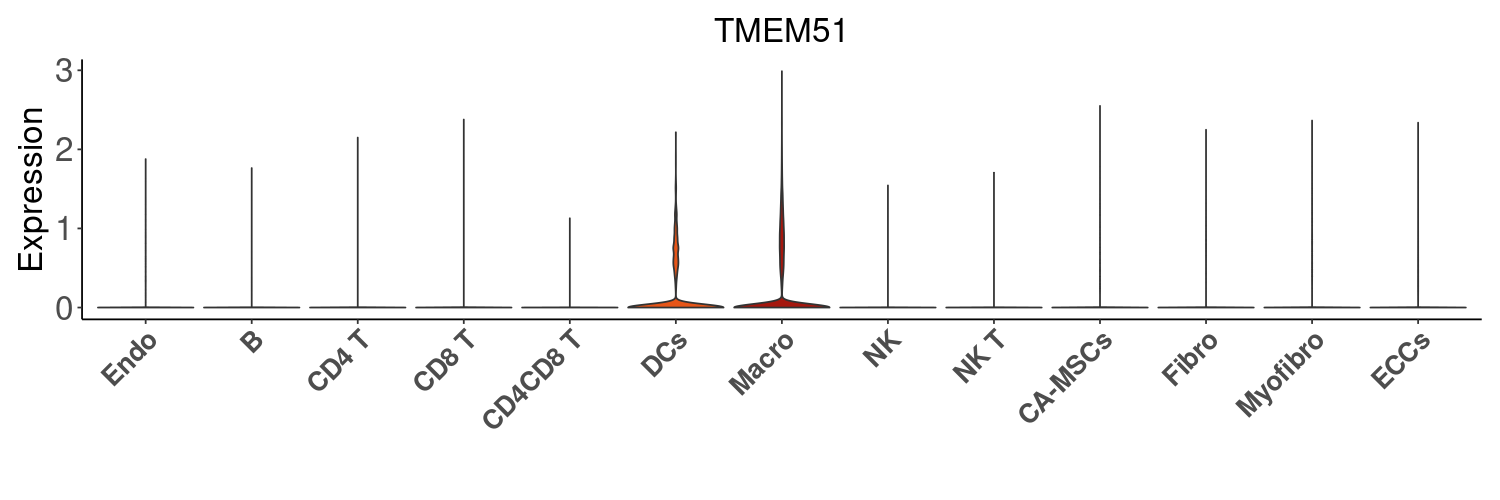 TMEM51
Expression
3
2
1
0
Endo
B
CD4 T
CD8 T
CD4CD8 T
DCs
Macro
NK
NK T
CA-MSCs
Fibro
Myofibro
ECCs